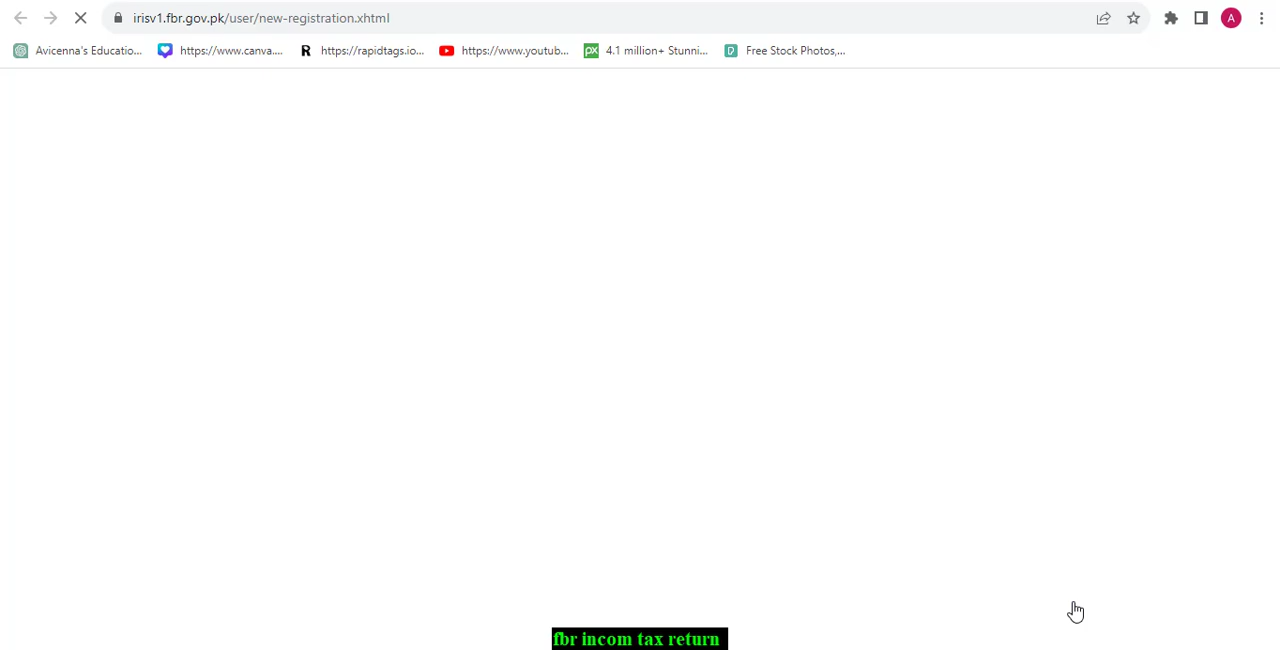 irisv1.fbr.gov.pk/user/new-registration.xhtml
A
Avicenna's Educatio... https://www.canva.... R https://rapidtags.io... https://www.youtub... px 4.1 million+ Stunni... D Free Stock Photos,...
fbr incom tax return